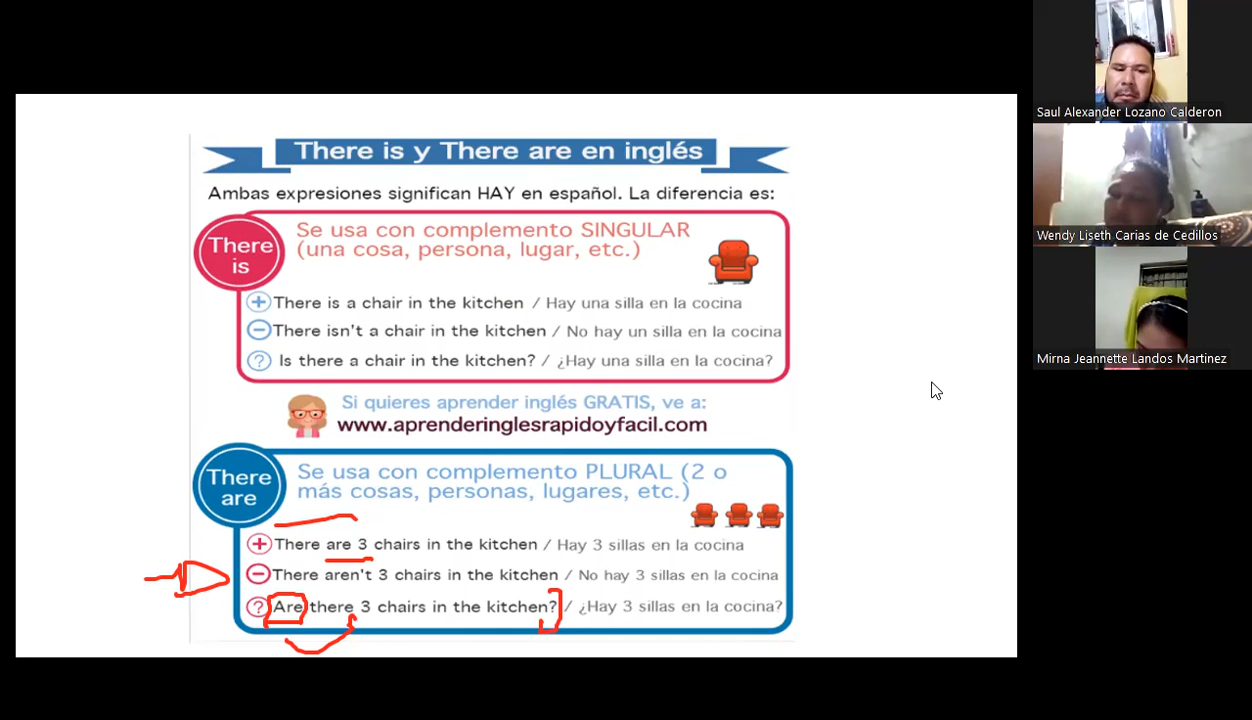 There is y There are en inglés
Ambas expresiones significan HAY en español. La diferencia es:
There
is
Se usa con complemento SINGULAR
(una cosa, persona, lugar, etc.)
+ There is a chair in the kitchen / Hay una silla en la cocina
− There isn't a chair in the kitchen / No hay un silla en la cocina
? Is there a chair in the kitchen? / ¿Hay una silla en la cocina?
Si quieres aprender inglés GRATIS, ve a:
www.aprenderinglesrapidoyfacil.com
There
are
Se usa con complemento PLURAL (2 o
más cosas, personas, lugares, etc.)
+ There are 3 chairs in the kitchen / Hay 3 sillas en la cocina
− There aren't 3 chairs in the kitchen / No hay 3 sillas en la cocina
? Are there 3 chairs in the kitchen? / ¿Hay 3 sillas en la cocina?
Saul Alexander Lozano Calderon
Wendy Liseth Carias de Cedillos
Mirna Jeannette Landos Martinez